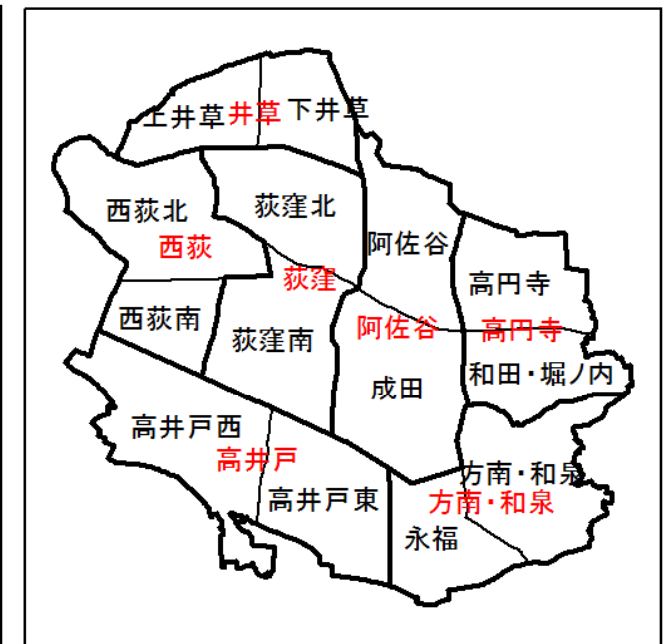 上井草
井草
下井草
西荻北
荻窪北
西荻
阿佐谷
荻窪
高円寺
西荻南
荻窪南
阿佐谷
高円寺
成田
和田・堀ノ内
高井戸西
高井戸
高井戸東
方南・和泉
方南・和泉
永福